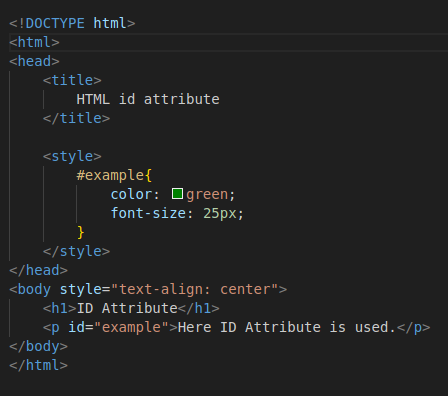 <!DOCTYPE html>
<html>
<head>
    <title>
        HTML id attribute
    </title>

    <style>
        #example{
            color: green;
            font-size: 25px;
        }
    </style>
</head>
<body style="text-align: center">
    <h1>ID Attribute</h1>
    <p id="example">Here ID Attribute is used.</p>
</body>
</html>